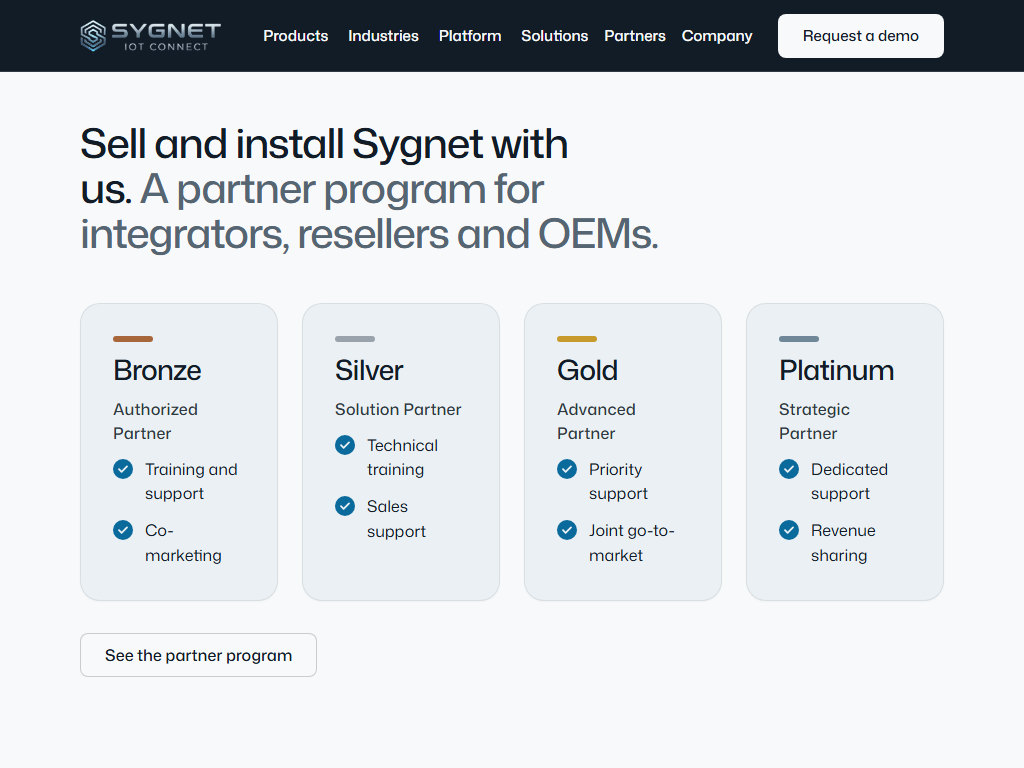 SYGNET
IOT CONNECT
Products
Industries
Platform
Solutions
Partners
Company
Request a demo
Sell and install Sygnet with
us. A partner program for
integrators, resellers and OEMs.
Bronze
Authorized
Partner
Training and
support
Co-
marketing
Silver
Solution Partner
Technical
training
Sales
support
Gold
Advanced
Partner
Priority
support
Joint go-to-
market
Platinum
Strategic
Partner
Dedicated
support
Revenue
sharing
See the partner program